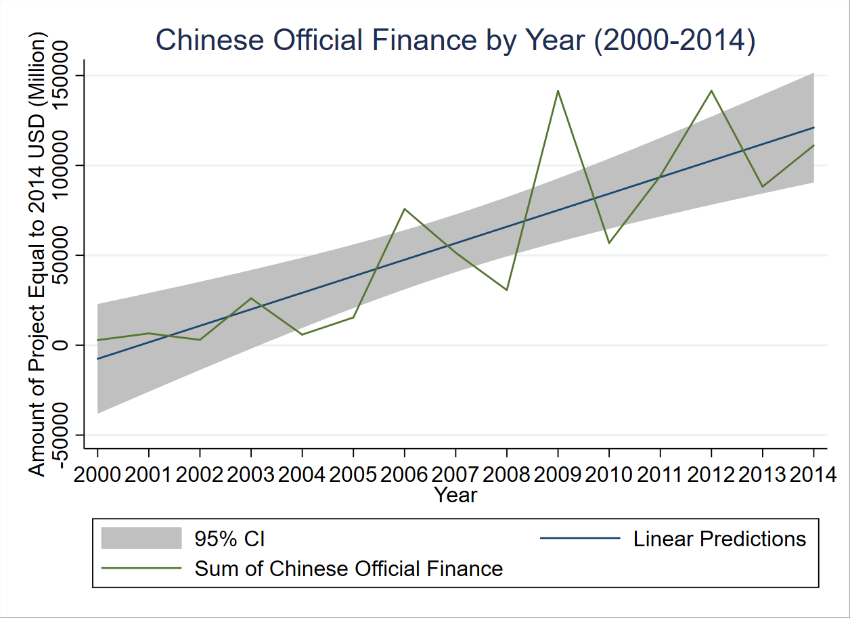 Chinese Official Finance by Year (2000-2014)
Amount of Project Equal to 2014 USD (Million)
150000
100000
50000
0
-50000
2000 2001 2002 2003 2004 2005 2006 2007 2008 2009 2010 2011 2012 2013 2014
Year
95% CI Linear Predictions
Sum of Chinese Official Finance